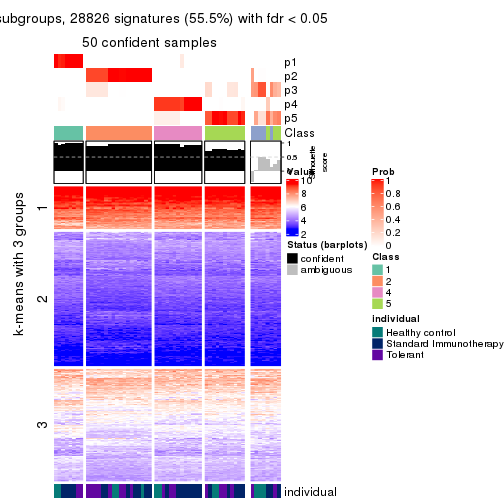 subgroups, 28826 signatures (55.5%) with fdr < 0.05
50 confident samples
p1
p2
p3
p4
p5
Class
1
0.5
0
Silhouette
score
k-means with 3 groups
1
2
3
individual
Value
10
8
6
4
2
Status (barplots)
confident
ambiguous
Prob
1
0.8
0.6
0.4
0.2
0
Class
1
2
4
5
individual
Healthy control
Standard Immunotherapy
Tolerant